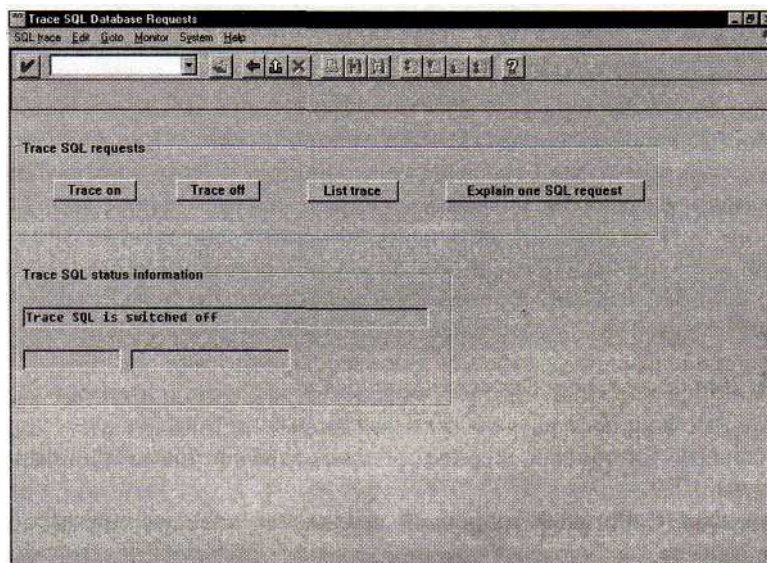 Trace SQL Database Requests
SQL trace Edit Goto Monitor System Help
Trace SQL requests
Trace on Trace off List trace Explain one SQL request
Trace SQL status information
Trace SQL is switched off